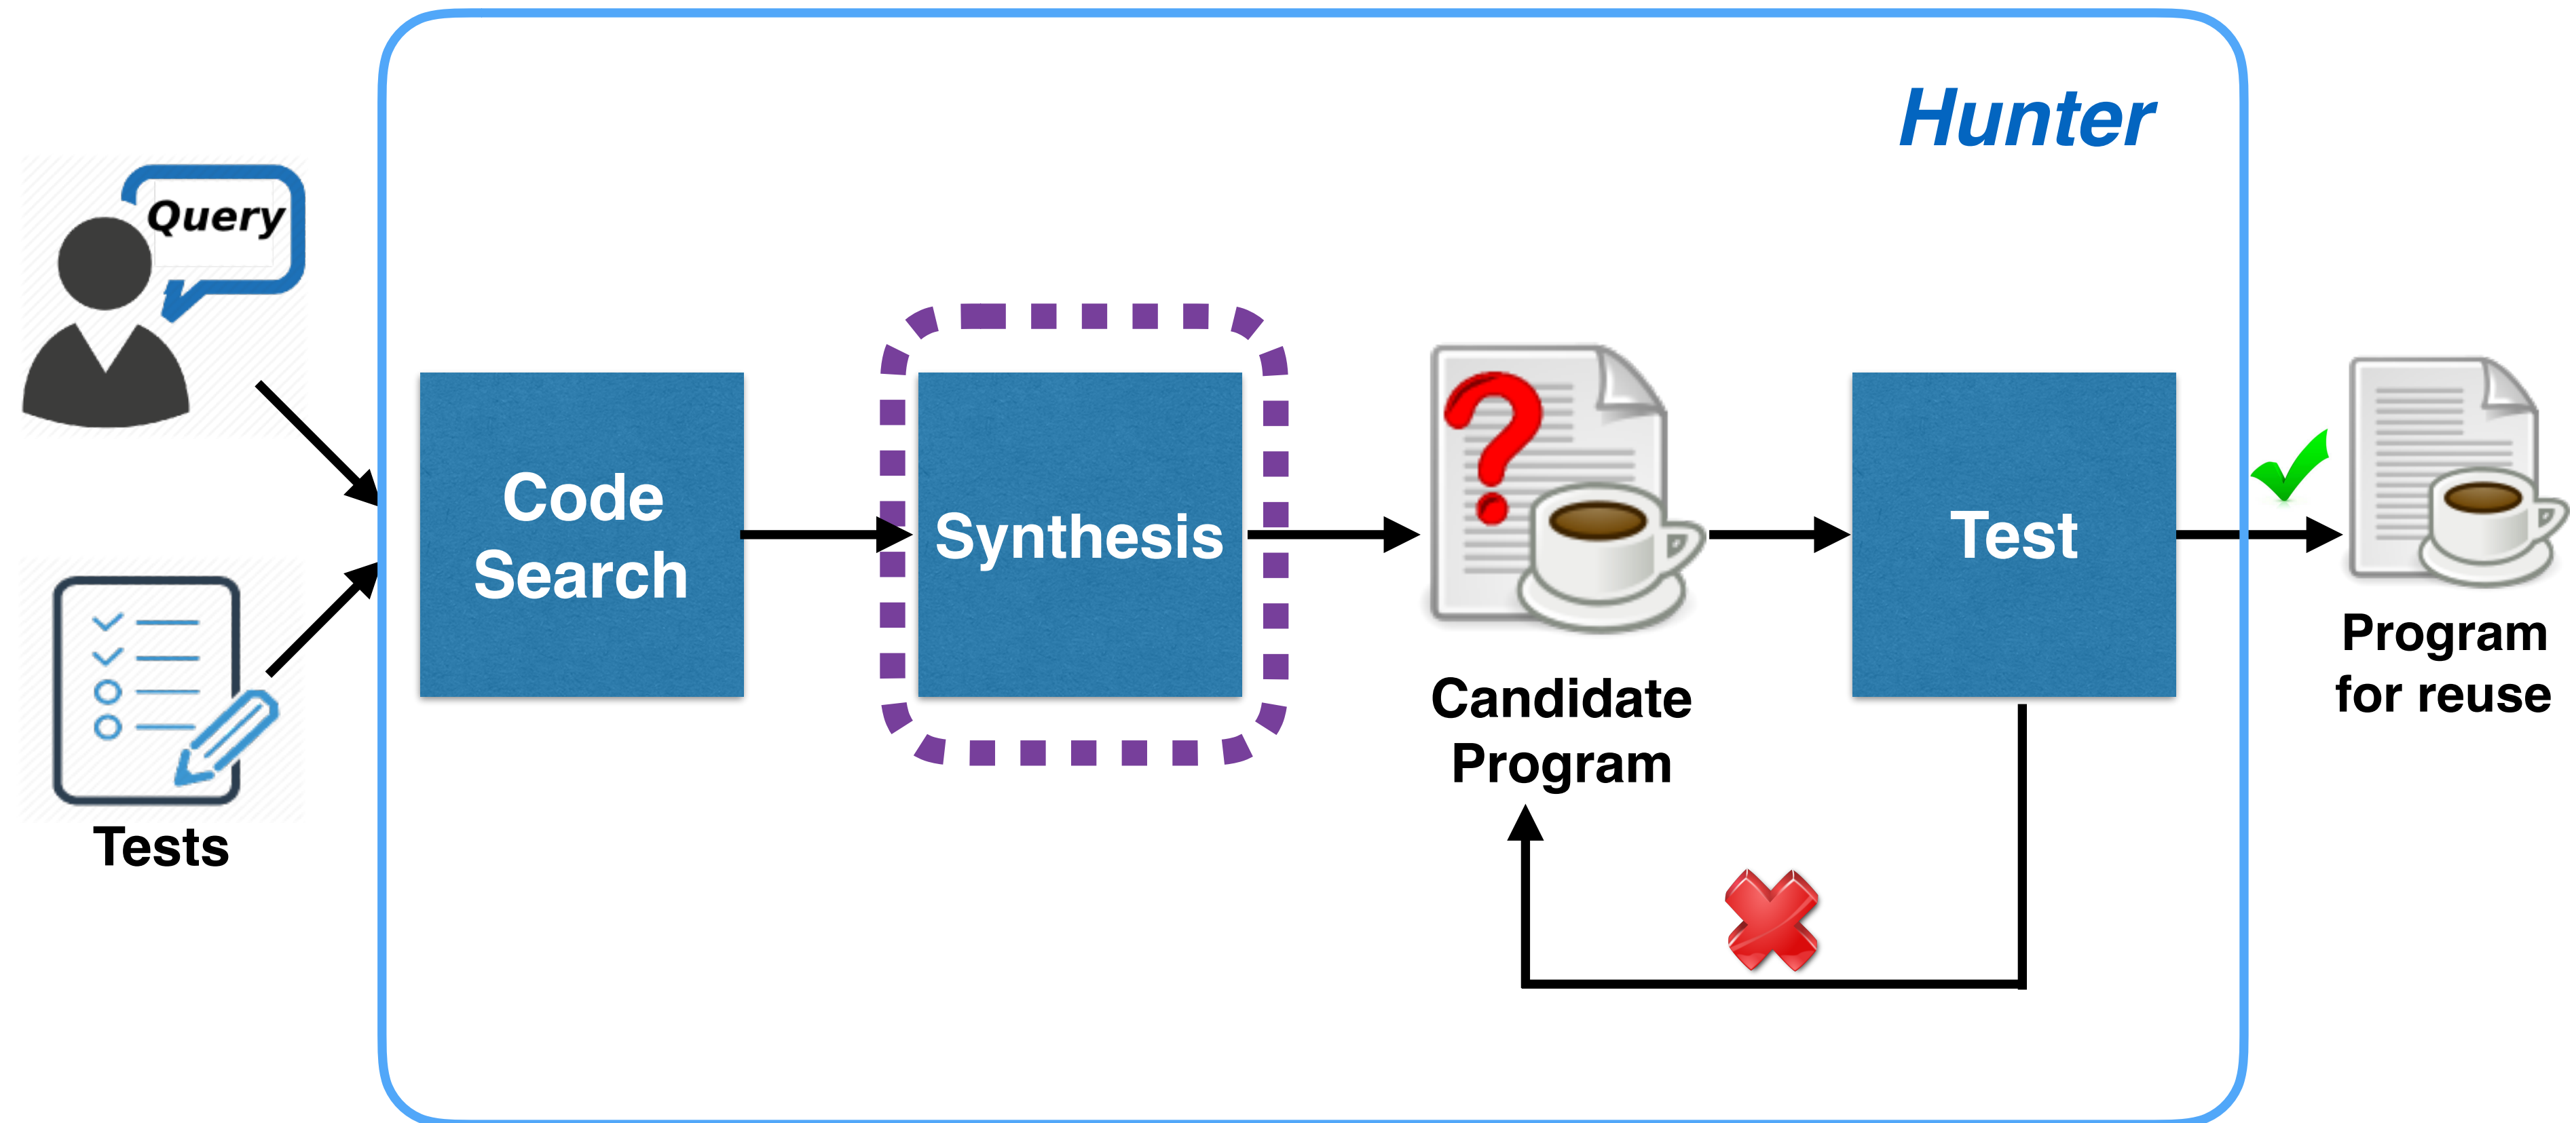 Hunter
Query
Tests
Code
Search
Synthesis
Candidate
Program
Test
Program
for reuse